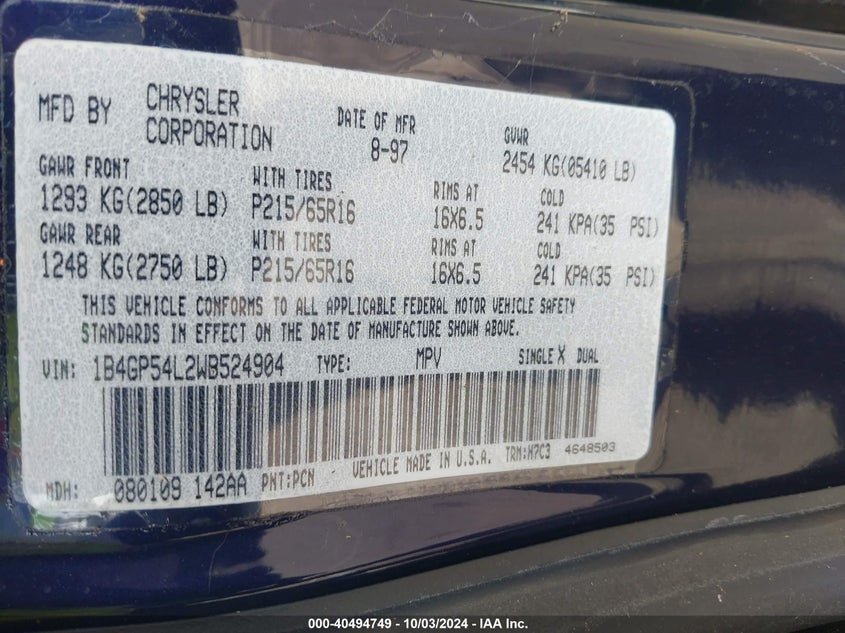 MFD BY CHRYSLER CORPORATION DATE OF MFR 8-97 GVWR 2454 KG(05410 LB)
GAWR FRONT WITH TIRES RIMS AT COLD
1293 KG(2850 LB) P215/65R16 16X6.5 241 KPA(35 PSI)
GAWR REAR WITH TIRES RIMS AT COLD
1248 KG(2750 LB) P215/65R16 16X6.5 241 KPA(35 PSI)
THIS VEHICLE CONFORMS TO ALL APPLICABLE FEDERAL MOTOR VEHICLE SAFETY
STANDARDS IN EFFECT ON THE DATE OF MANUFACTURE SHOWN ABOVE.
VIN: 1B4GP54L2WB524904 TYPE: MPV SINGLE X DUAL
MDH: 080109 142AA PNT:PCN VEHICLE MADE IN U.S.A. TRM:H7C3 4648503
000-40494749 - 10/03/2024 - IAA Inc.